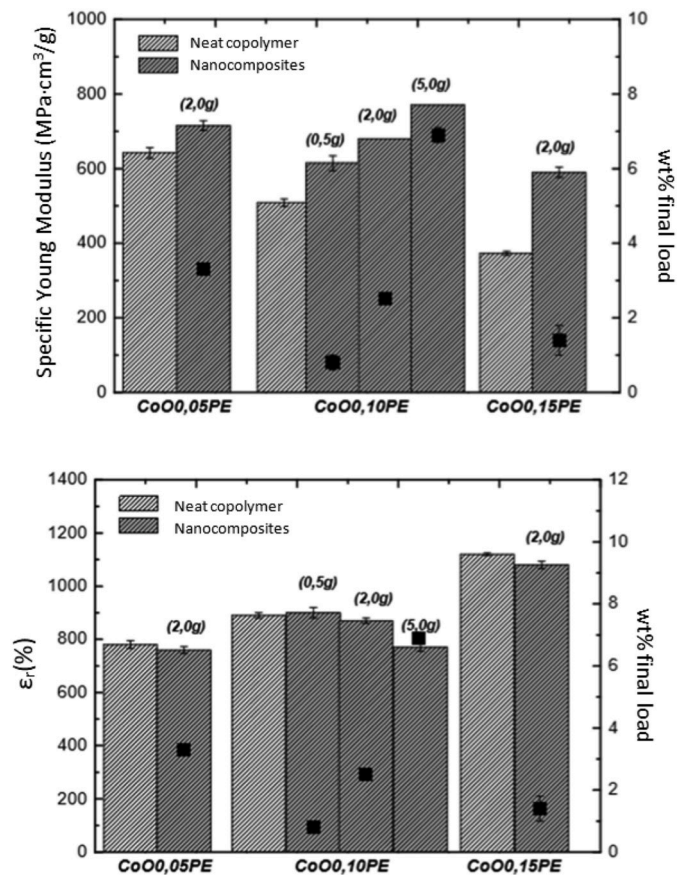 1000
800
600
400
200
0
Specific Young Modulus (MPa·cm³/g)
Neat copolymer
Nanocomposites
(2,0g)
(0,5g)
(2,0g)
(5,0g)
(2,0g)
10
8
6
4
2
0
wt% final load
CoO0,05PE CoO0,10PE CoO0,15PE
1400
1200
1000
800
600
400
200
0
εr(%)
Neat copolymer
Nanocomposites
(2,0g)
(0,5g)
(2,0g)
(5,0g)
(2,0g)
12
10
8
6
4
2
0
wt% final load
CoO0,05PE CoO0,10PE CoO0,15PE